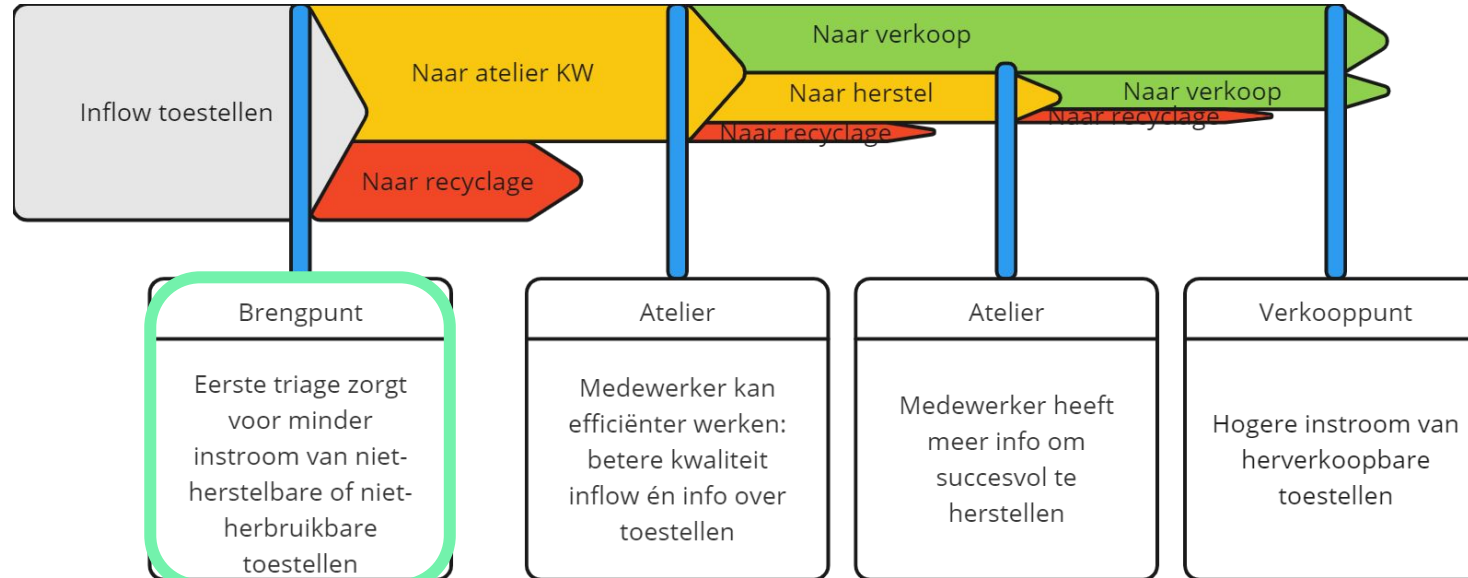 Inflow toestellen
Naar atelier KW
Naar recyclage
Naar verkoop
Naar herstel
Naar recyclage
Naar verkoop
Naar recyclage
Brengpunt
Eerste triage zorgt
voor minder
instroom van niet-
herstelbare of niet-
herbruikbare
toestellen
Atelier
Medewerker kan
efficiënter werken:
betere kwaliteit
inflow én info over
toestellen
Atelier
Medewerker heeft
meer info om
succesvol te
herstellen
Verkooppunt
Hogere instroom van
herverkoopbare
toestellen